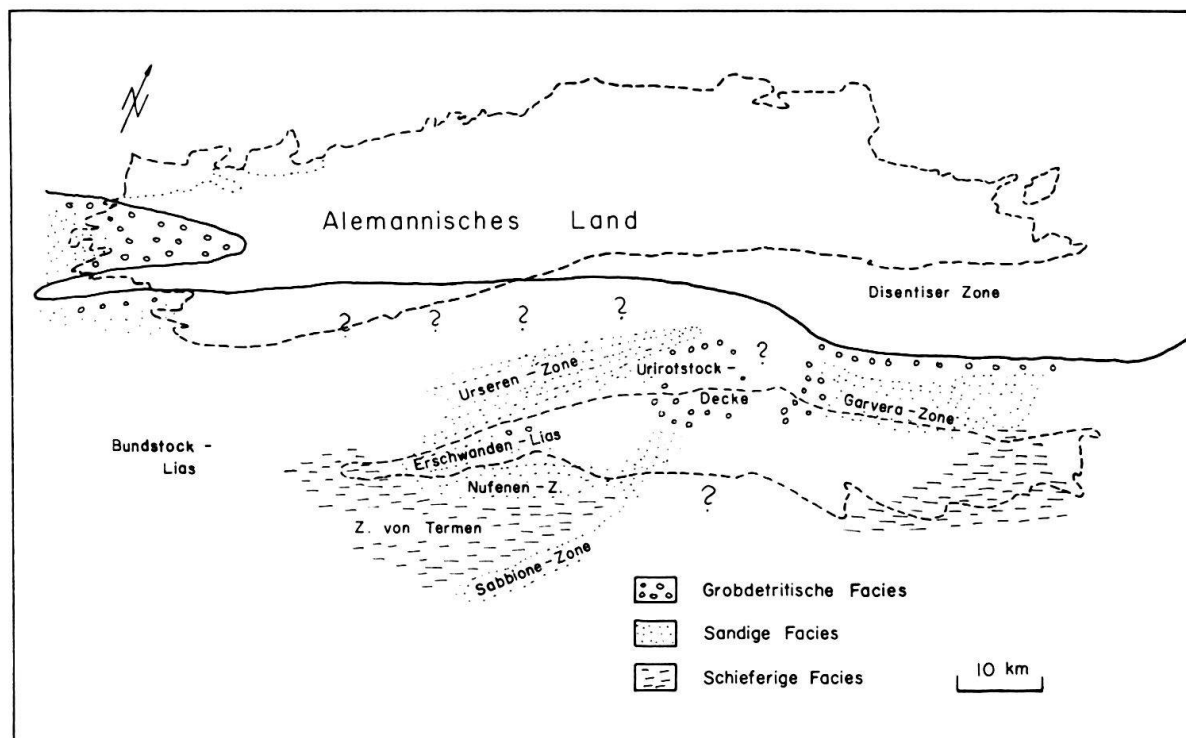 N
Alemannisches Land
Disentiser Zone
? ? ? ? ?
Urseren-Zone
Urirotstock-
Decke
Garvera-Zone
Bundstock-
Lias
Erschwanden-Lias
Nufenen-Z.
?
Z. von Termen
Sabbione-Zone
Grobdetritische Facies
Sandige Facies
Schieferige Facies
10 km